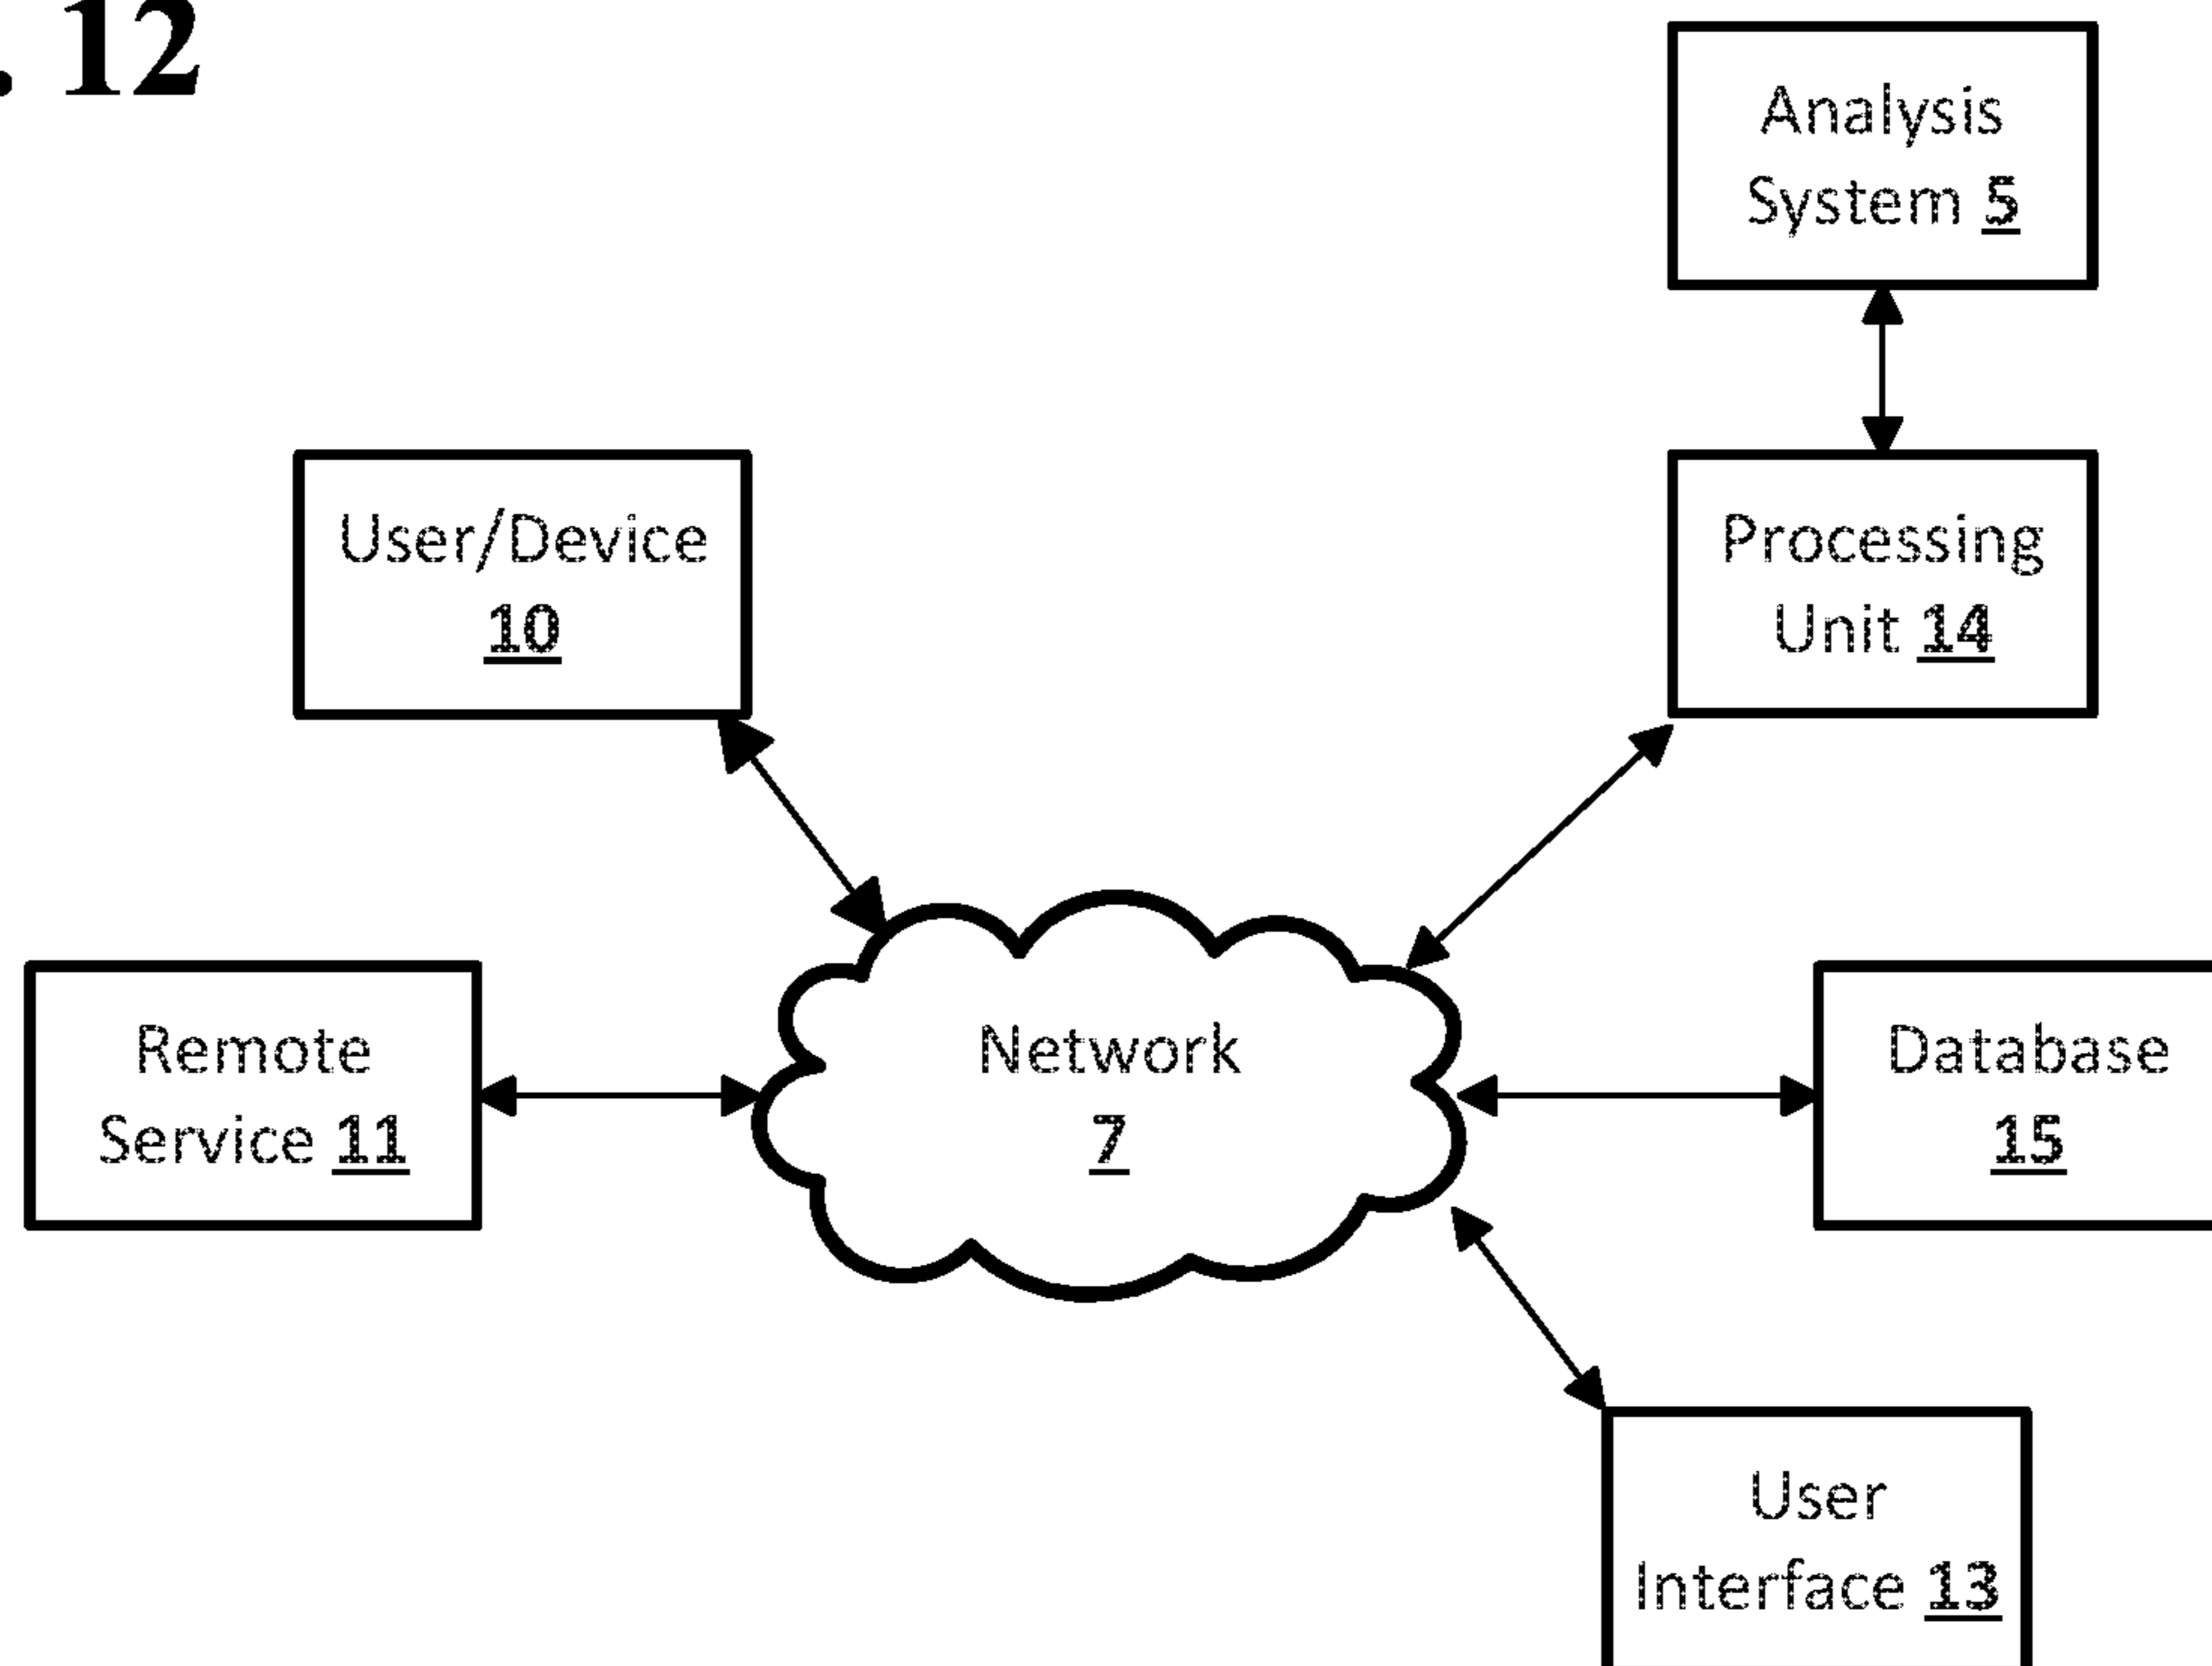 . 12
Analysis
System 5
User/Device
10
Processing
Unit 14
Remote
Service 11
Network
7
Database
15
User
Interface 13